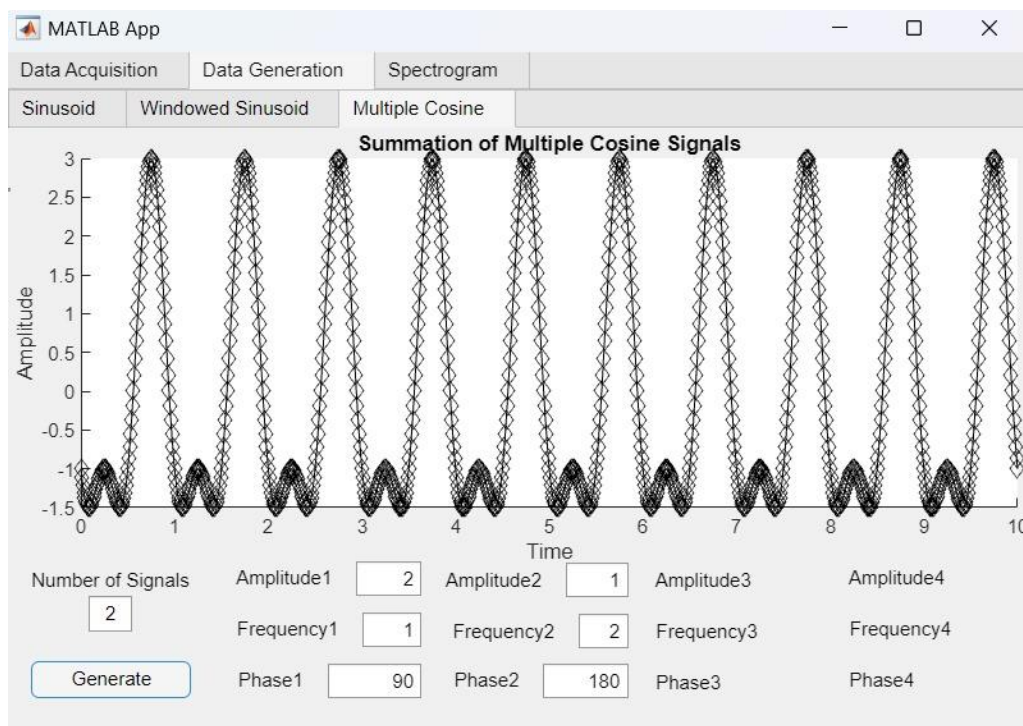 MATLAB App
Data Acquisition Data Generation Spectrogram
Sinusoid Windowed Sinusoid Multiple Cosine
Summation of Multiple Cosine Signals
3
2.5
2
1.5
1
0.5
0
-0.5
-1
-1.5
Amplitude
0 1 2 3 4 5 6 7 8 9 10
Time
Number of Signals Amplitude1 2 Amplitude2 1 Amplitude3 Amplitude4
2 Frequency1 1 Frequency2 2 Frequency3 Frequency4
Generate Phase1 90 Phase2 180 Phase3 Phase4